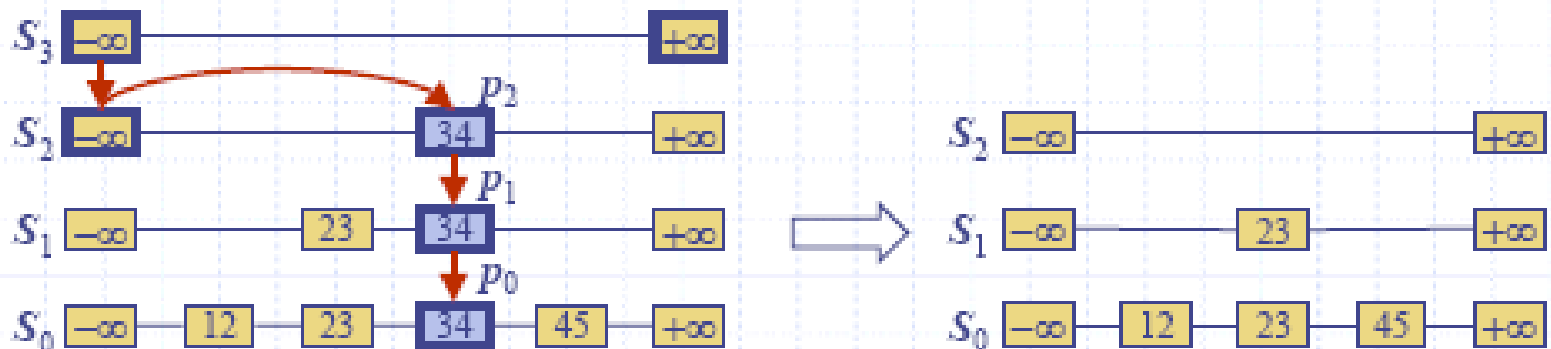 S3 −∞ +∞
p2
S2 −∞ 34 +∞ S2 −∞ +∞
p1
S1 −∞ 23 34 +∞ S1 −∞ 23 +∞
p0
S0 −∞ 12 23 34 45 +∞ S0 −∞ 12 23 45 +∞